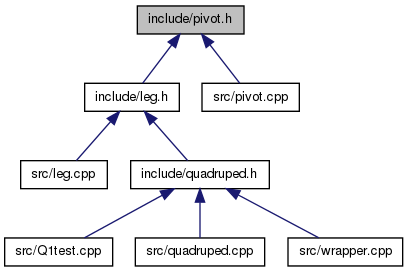 include/pivot.h
include/leg.h
src/pivot.cpp
src/leg.cpp
include/quadruped.h
src/Q1test.cpp
src/quadruped.cpp
src/wrapper.cpp